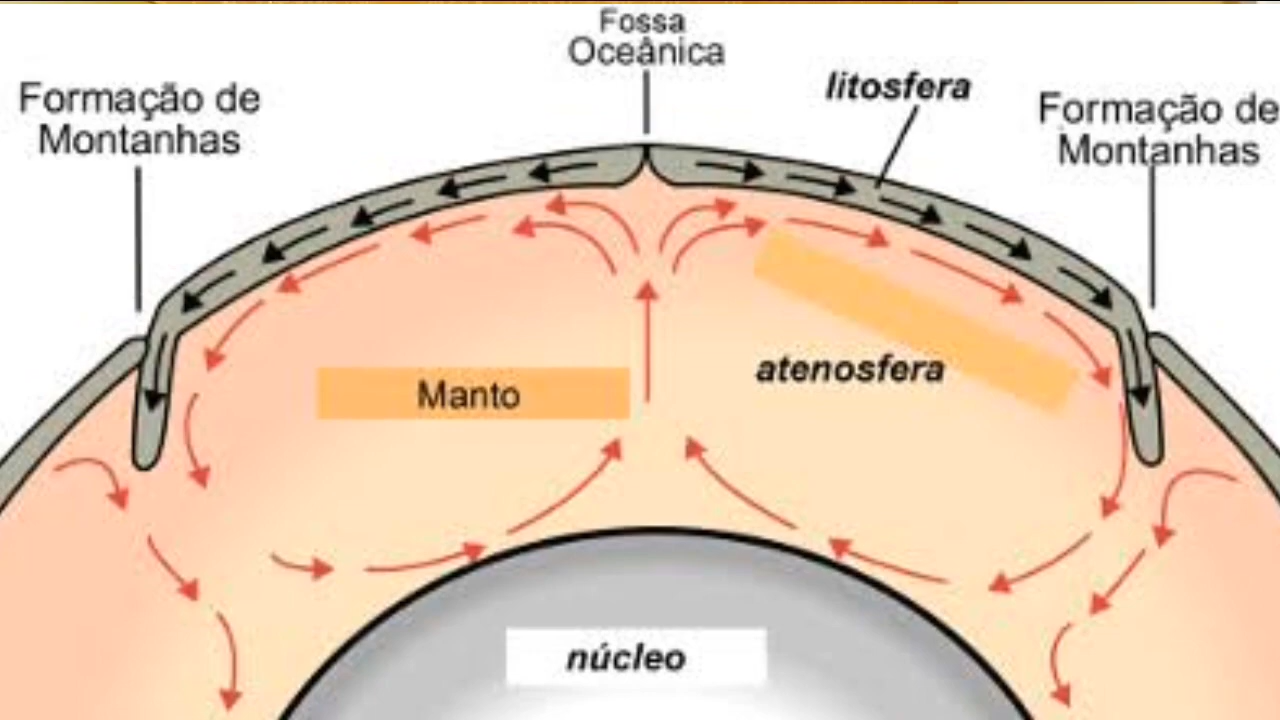 Fossa
Oceânica
litosfera
Formação de
Montanhas
Formação de
Montanhas
atenosfera
Manto
núcleo